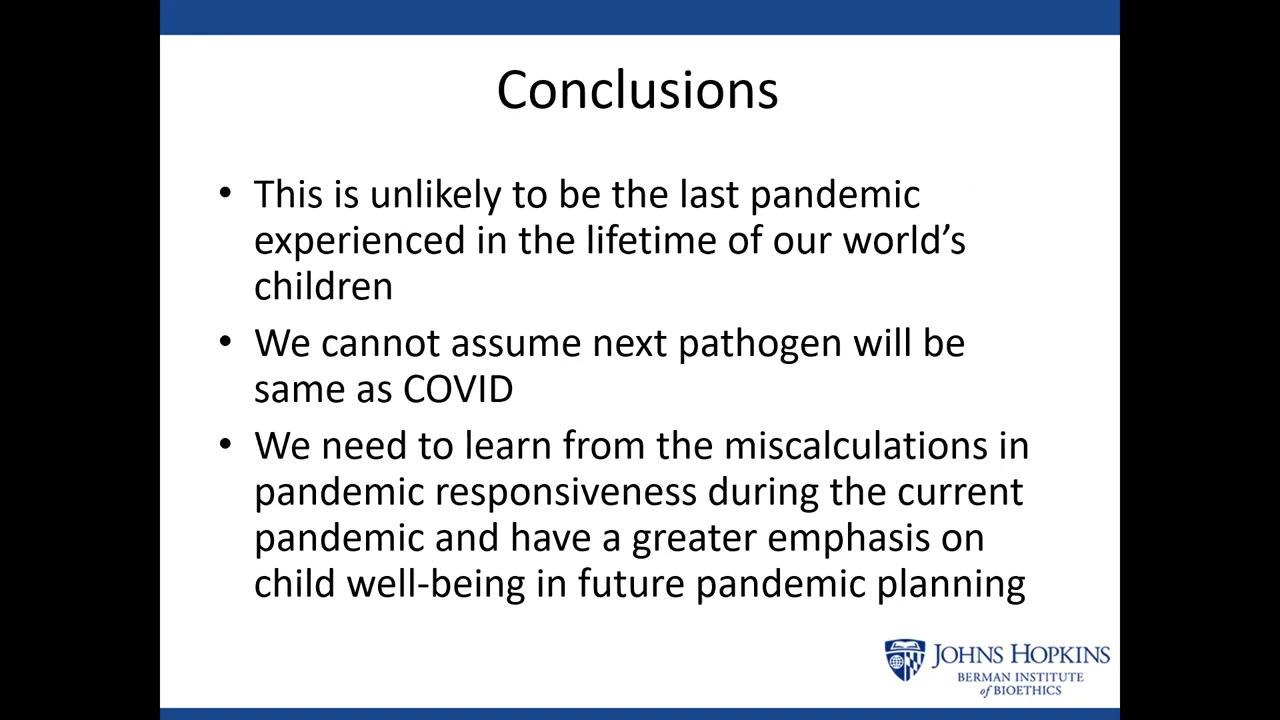 Conclusions
• This is unlikely to be the last pandemic
experienced in the lifetime of our world’s
children
• We cannot assume next pathogen will be
same as COVID
• We need to learn from the miscalculations in
pandemic responsiveness during the current
pandemic and have a greater emphasis on
child well-being in future pandemic planning
JOHNS HOPKINS
BERMAN INSTITUTE
of BIOETHICS